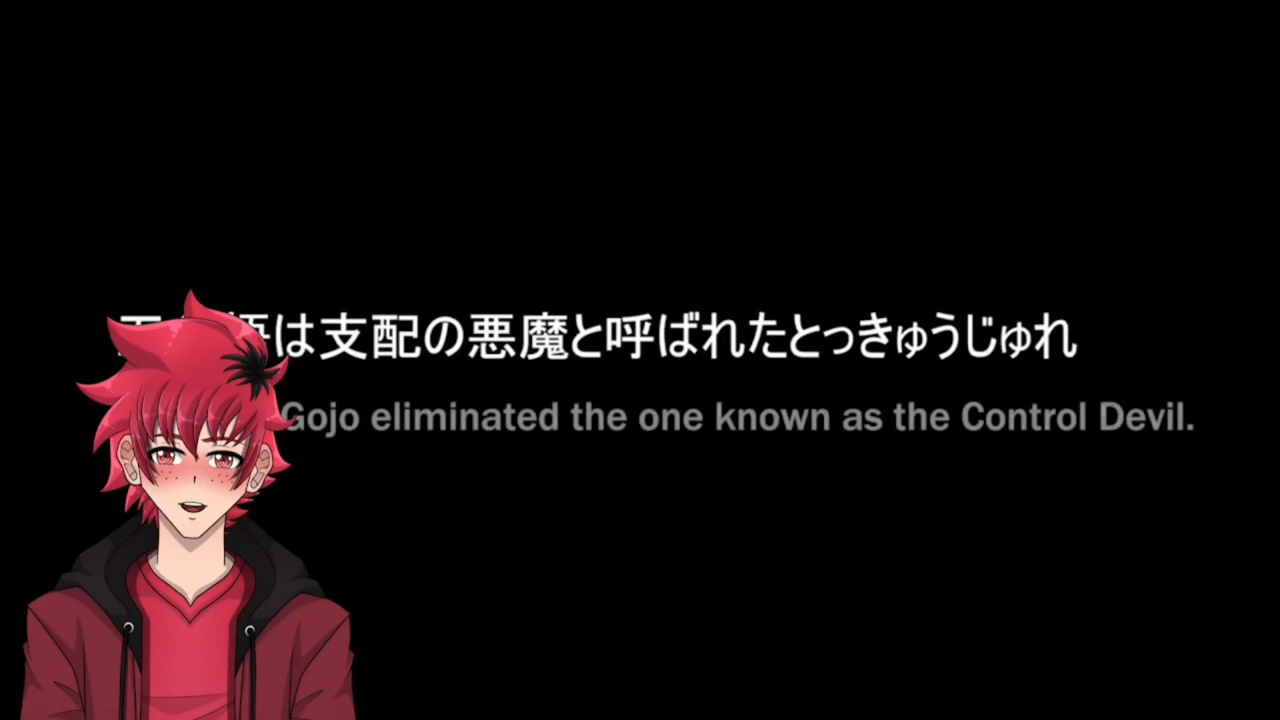 悟は支配の悪魔と呼ばれたとっきゅうじゅれ
Gojo eliminated the one known as the Control Devil.